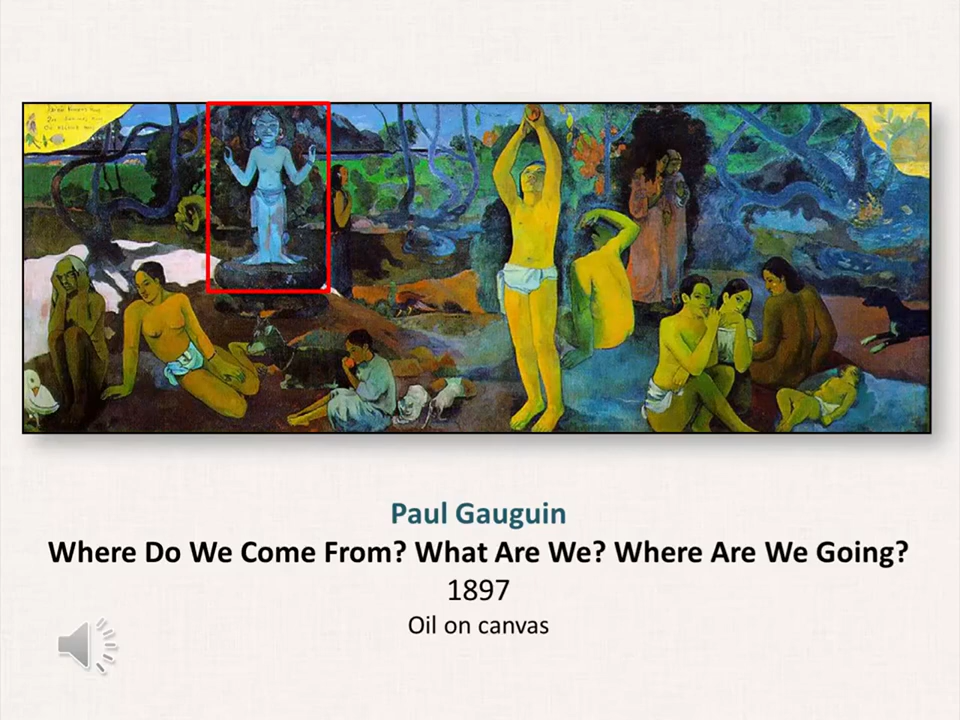 Paul Gauguin
Where Do We Come From? What Are We? Where Are We Going?
1897
Oil on canvas